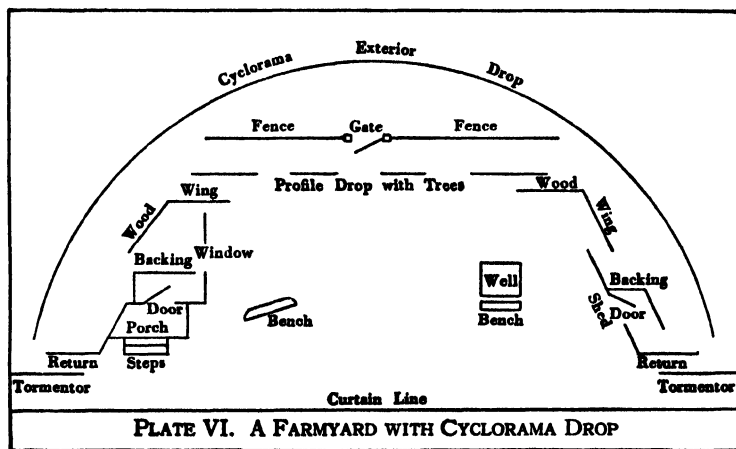 Cyclorama Exterior Drop
Fence Gate Fence
Profile Drop with Trees
Wood Wing
Wood Wing
Backing Window
Door
Porch
Steps
Bench
Well
Bench
Backing
Door
Shed
Return
Return
Tormentor
Tormentor
Curtain Line
PLATE VI. A FARMYARD WITH CYCLORAMA DROP